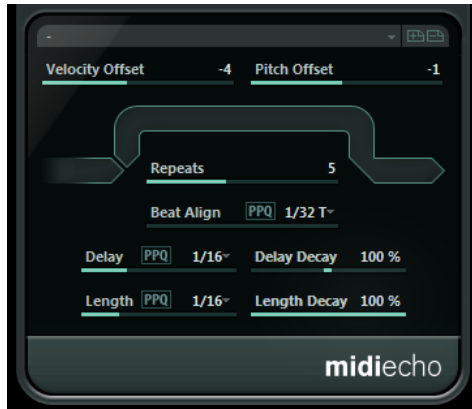 -
Velocity Offset -4 Pitch Offset -1
Repeats 5
Beat Align PPQ 1/32 T
Delay PPQ 1/16 Delay Decay 100 %
Length PPQ 1/16 Length Decay 100 %
midiecho